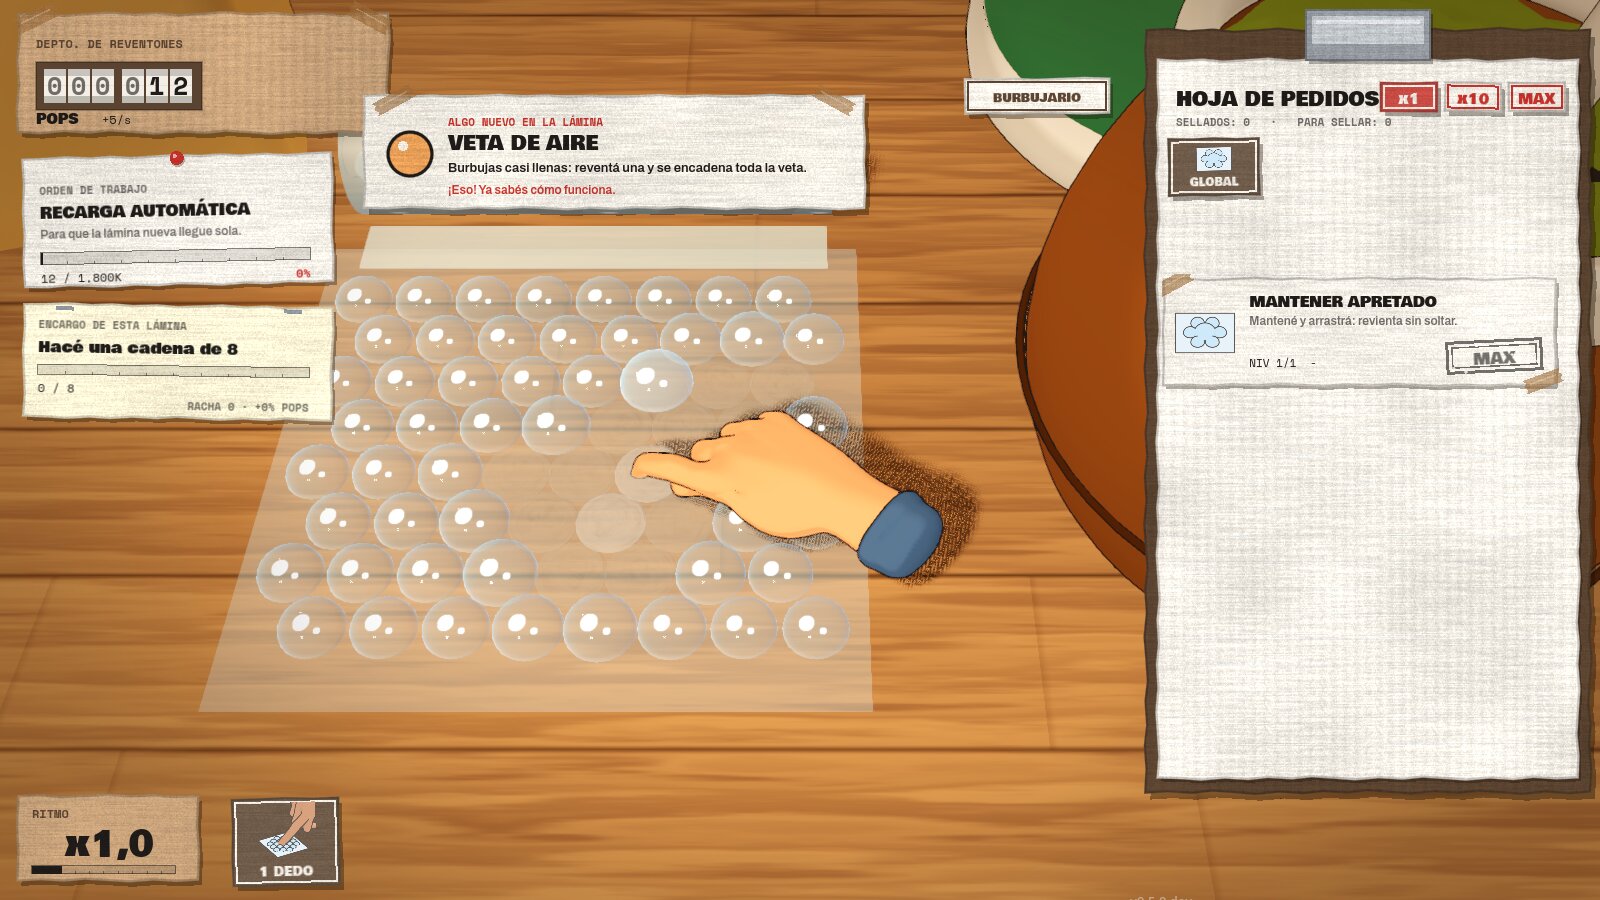 DEPTO. DE REVENTONES
000 012
POPS +5/s
ORDEN DE TRABAJO
RECARGA AUTOMÁTICA
Para que la lámina nueva llegue sola.
12 / 1.800K 0%
ENCARGO DE ESTA LÁMINA
Hacé una cadena de 8
0 / 8
RACHA 0 · +0% POPS
ALGO NUEVO EN LA LÁMINA
VETA DE AIRE
Burbujas casi llenas: reventá una y se encadena toda la veta.
¡Eso! Ya sabés cómo funciona.
BURBUJARIO
HOJA DE PEDIDOS x1 x10 MAX
SELLADOS: 0 · PARA SELLAR: 0
GLOBAL
MANTENER APRETADO
Mantené y arrastrá: revienta sin soltar.
NIV 1/1 -
MAX
RITMO
x1,0
1 DEDO